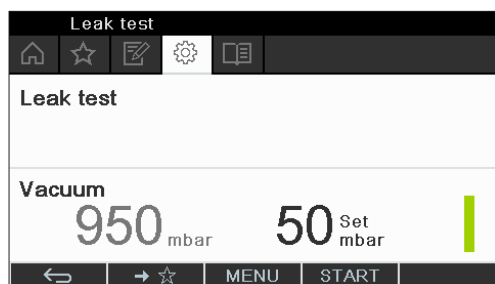 Leak test
Leak test
Vacuum
950 mbar 50 Set mbar
MENU START